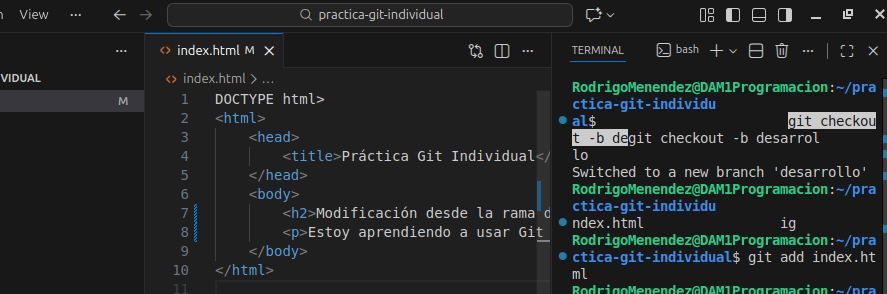 View ··· practica-git-individual
···
VIDUAL
M
index.html M
index.html > ...
1 DOCTYPE html>
2 <html>
3 <head>
4 <title>Práctica Git Individual</
5 </head>
6 <body>
7 <h2>Modificación desde la rama d
8 <p>Estoy aprendiendo a usar Git
9 </body>
10 </html>
11
TERMINAL bash
RodrigoMenendez@DAM1Programacion:~/pra
ctica-git-individu
al$ git checkou
t -b degit checkout -b desarrol
lo
Switched to a new branch 'desarrollo'
RodrigoMenendez@DAM1Programacion:~/pra
ctica-git-individu
ndex.html ig
RodrigoMenendez@DAM1Programacion:~/pra
ctica-git-individual$ git add index.ht
ml
RodrigoMenendez@DAM1Programacion:~/pra